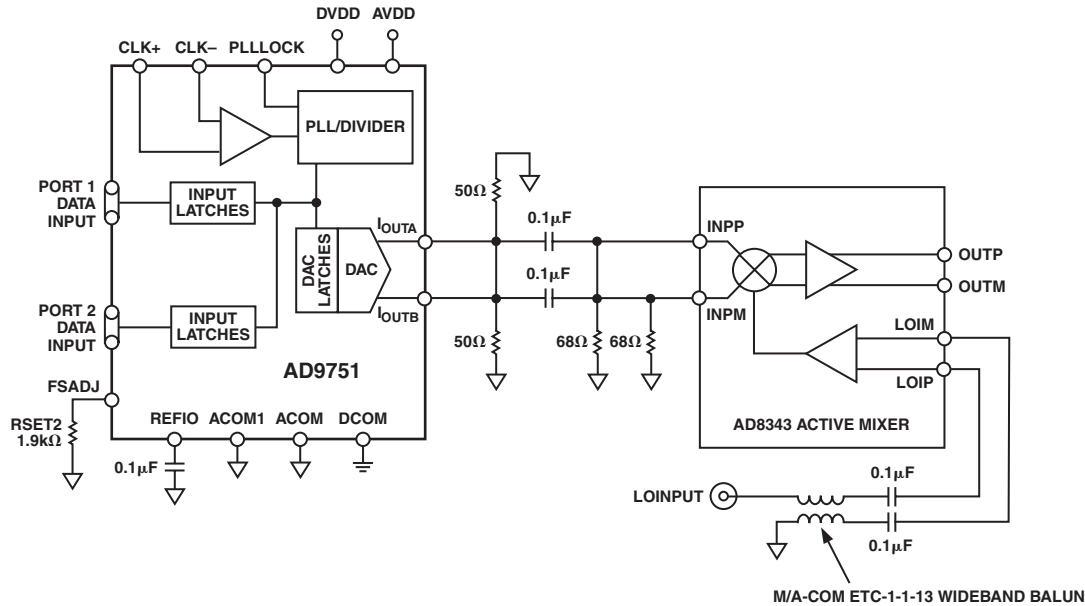 DVDD AVDD
CLK+ CLK– PLLLOCK
PLL/DIVIDER
PORT 1
DATA
INPUT
INPUT
LATCHES
50Ω
0.1μF
IOUTA
INPP
DAC
LATCHES
DAC
OUTP
0.1μF
OUTM
IOUTB
INPM
PORT 2
DATA
INPUT
INPUT
LATCHES
50Ω
68Ω 68Ω
LOIM
AD9751
LOIP
FSADJ
RSET2
1.9kΩ
REFIO ACOM1 ACOM DCOM
0.1μF
AD8343 ACTIVE MIXER
0.1μF
LOINPUT
0.1μF
M/A-COM ETC-1-1-13 WIDEBAND BALUN